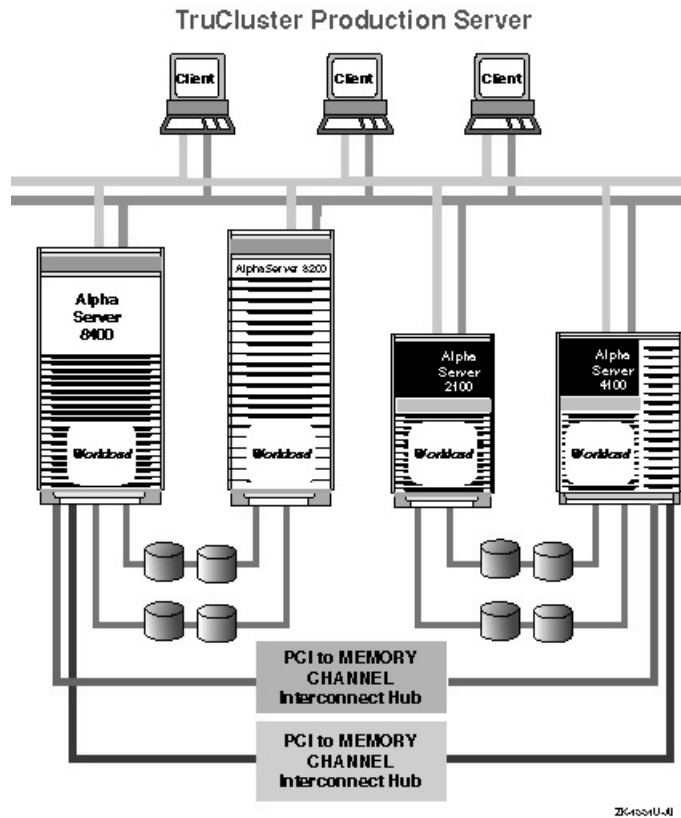 TruCluster Production Server
Client
Client
Client
Alpha
Server
8400
AlphaServer 8200
Alpha
Server
2100
Alpha
Server
4100
Workload
Workload
Workload
Workload
PCI to MEMORY
CHANNEL
Interconnect Hub
PCI to MEMORY
CHANNEL
Interconnect Hub